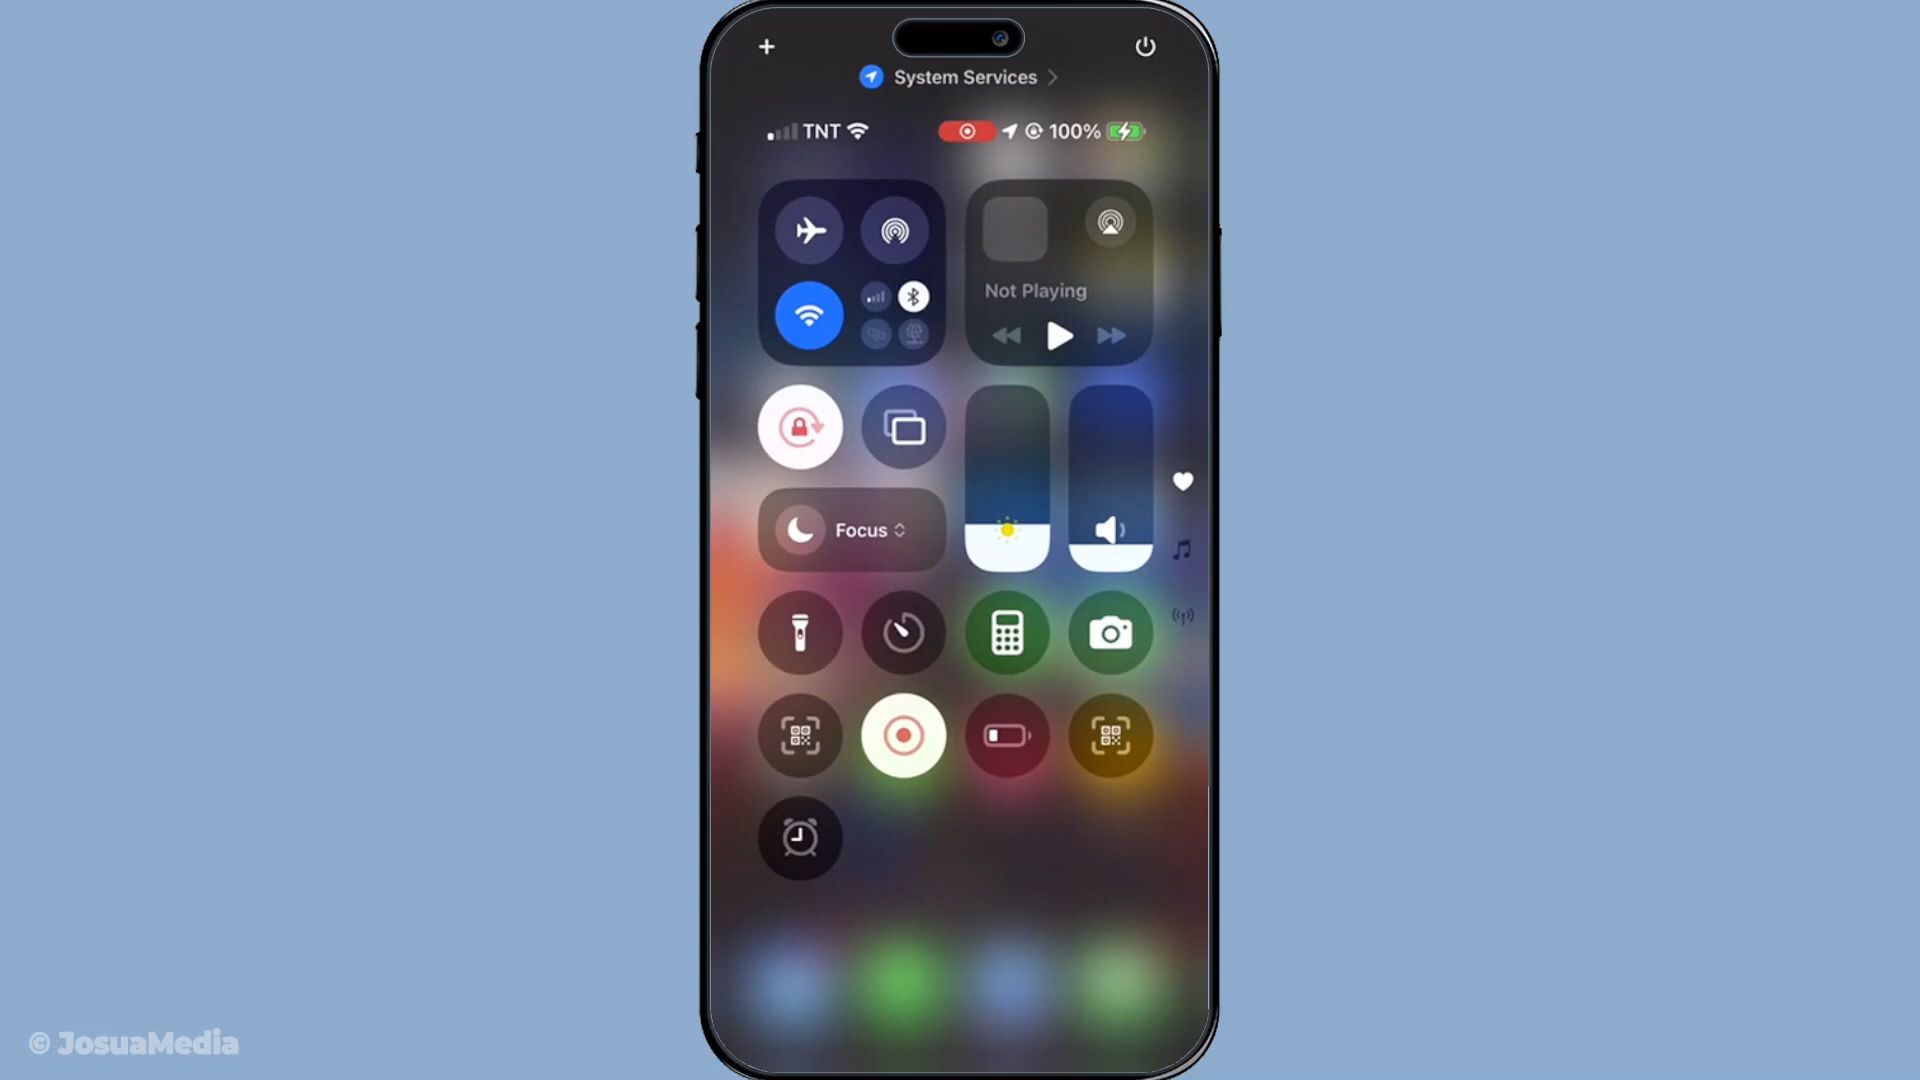 System Services
TNT 100%
Not Playing
Focus
© JosuaMedia